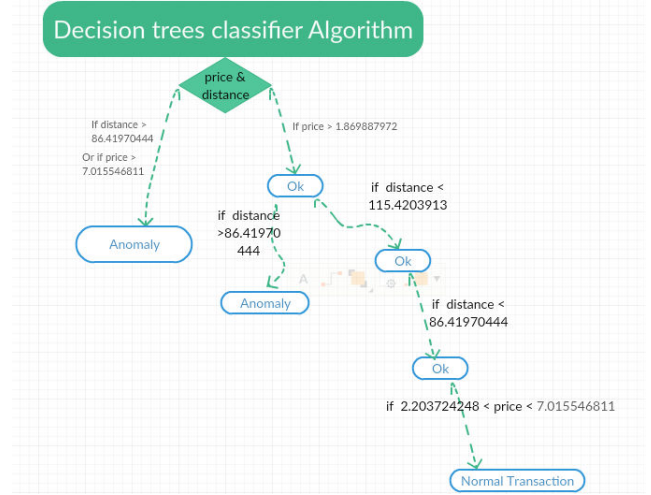 Decision trees classifier Algorithm
price &
distance
If distance >
86.41970444
Or if price >
7.015546811
If price > 1.869887972
Ok
Anomaly
if distance
>86.41970
444
if distance <
115.4203913
Ok
Anomaly
if distance <
86.41970444
Ok
if 2.203724248 < price < 7.015546811
Normal Transaction